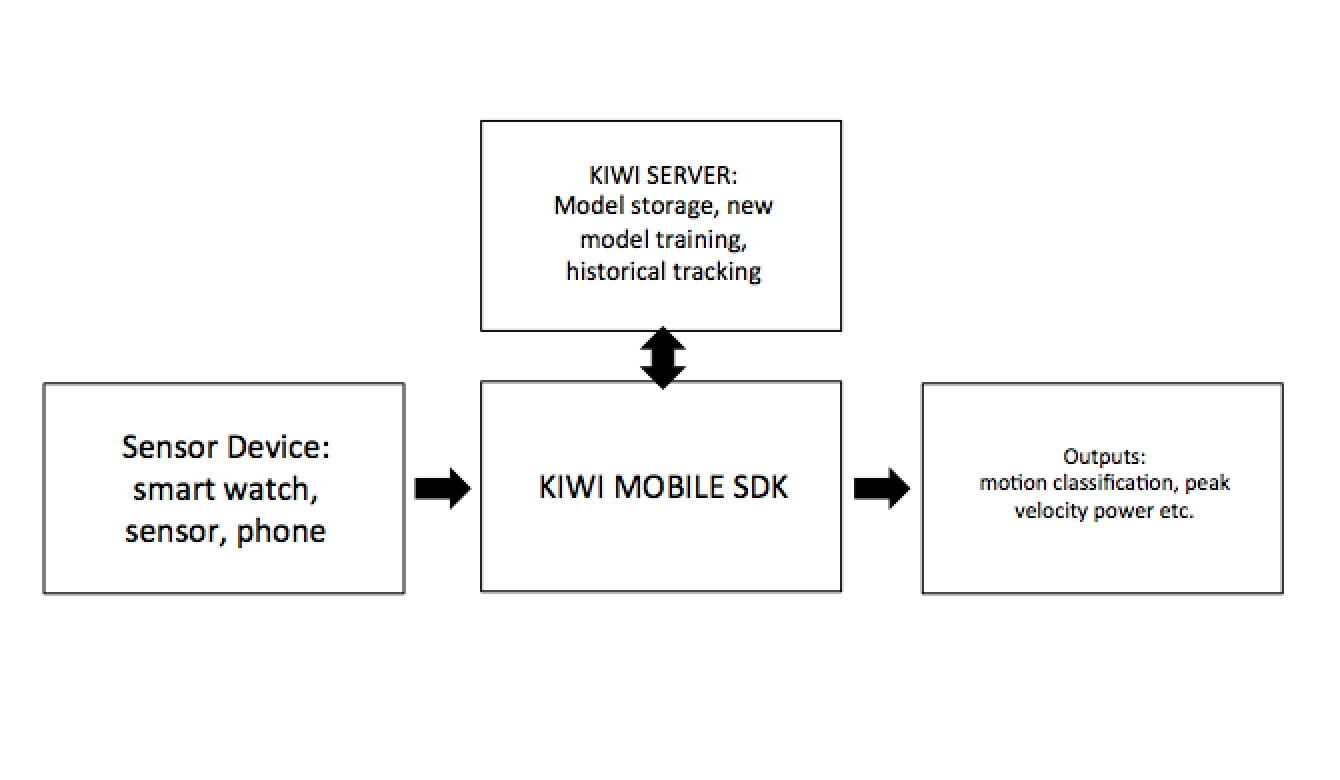 KIWI SERVER:
Model storage, new
model training,
historical tracking
Sensor Device:
smart watch,
sensor, phone
KIWI MOBILE SDK
Outputs:
motion classification, peak
velocity power etc.